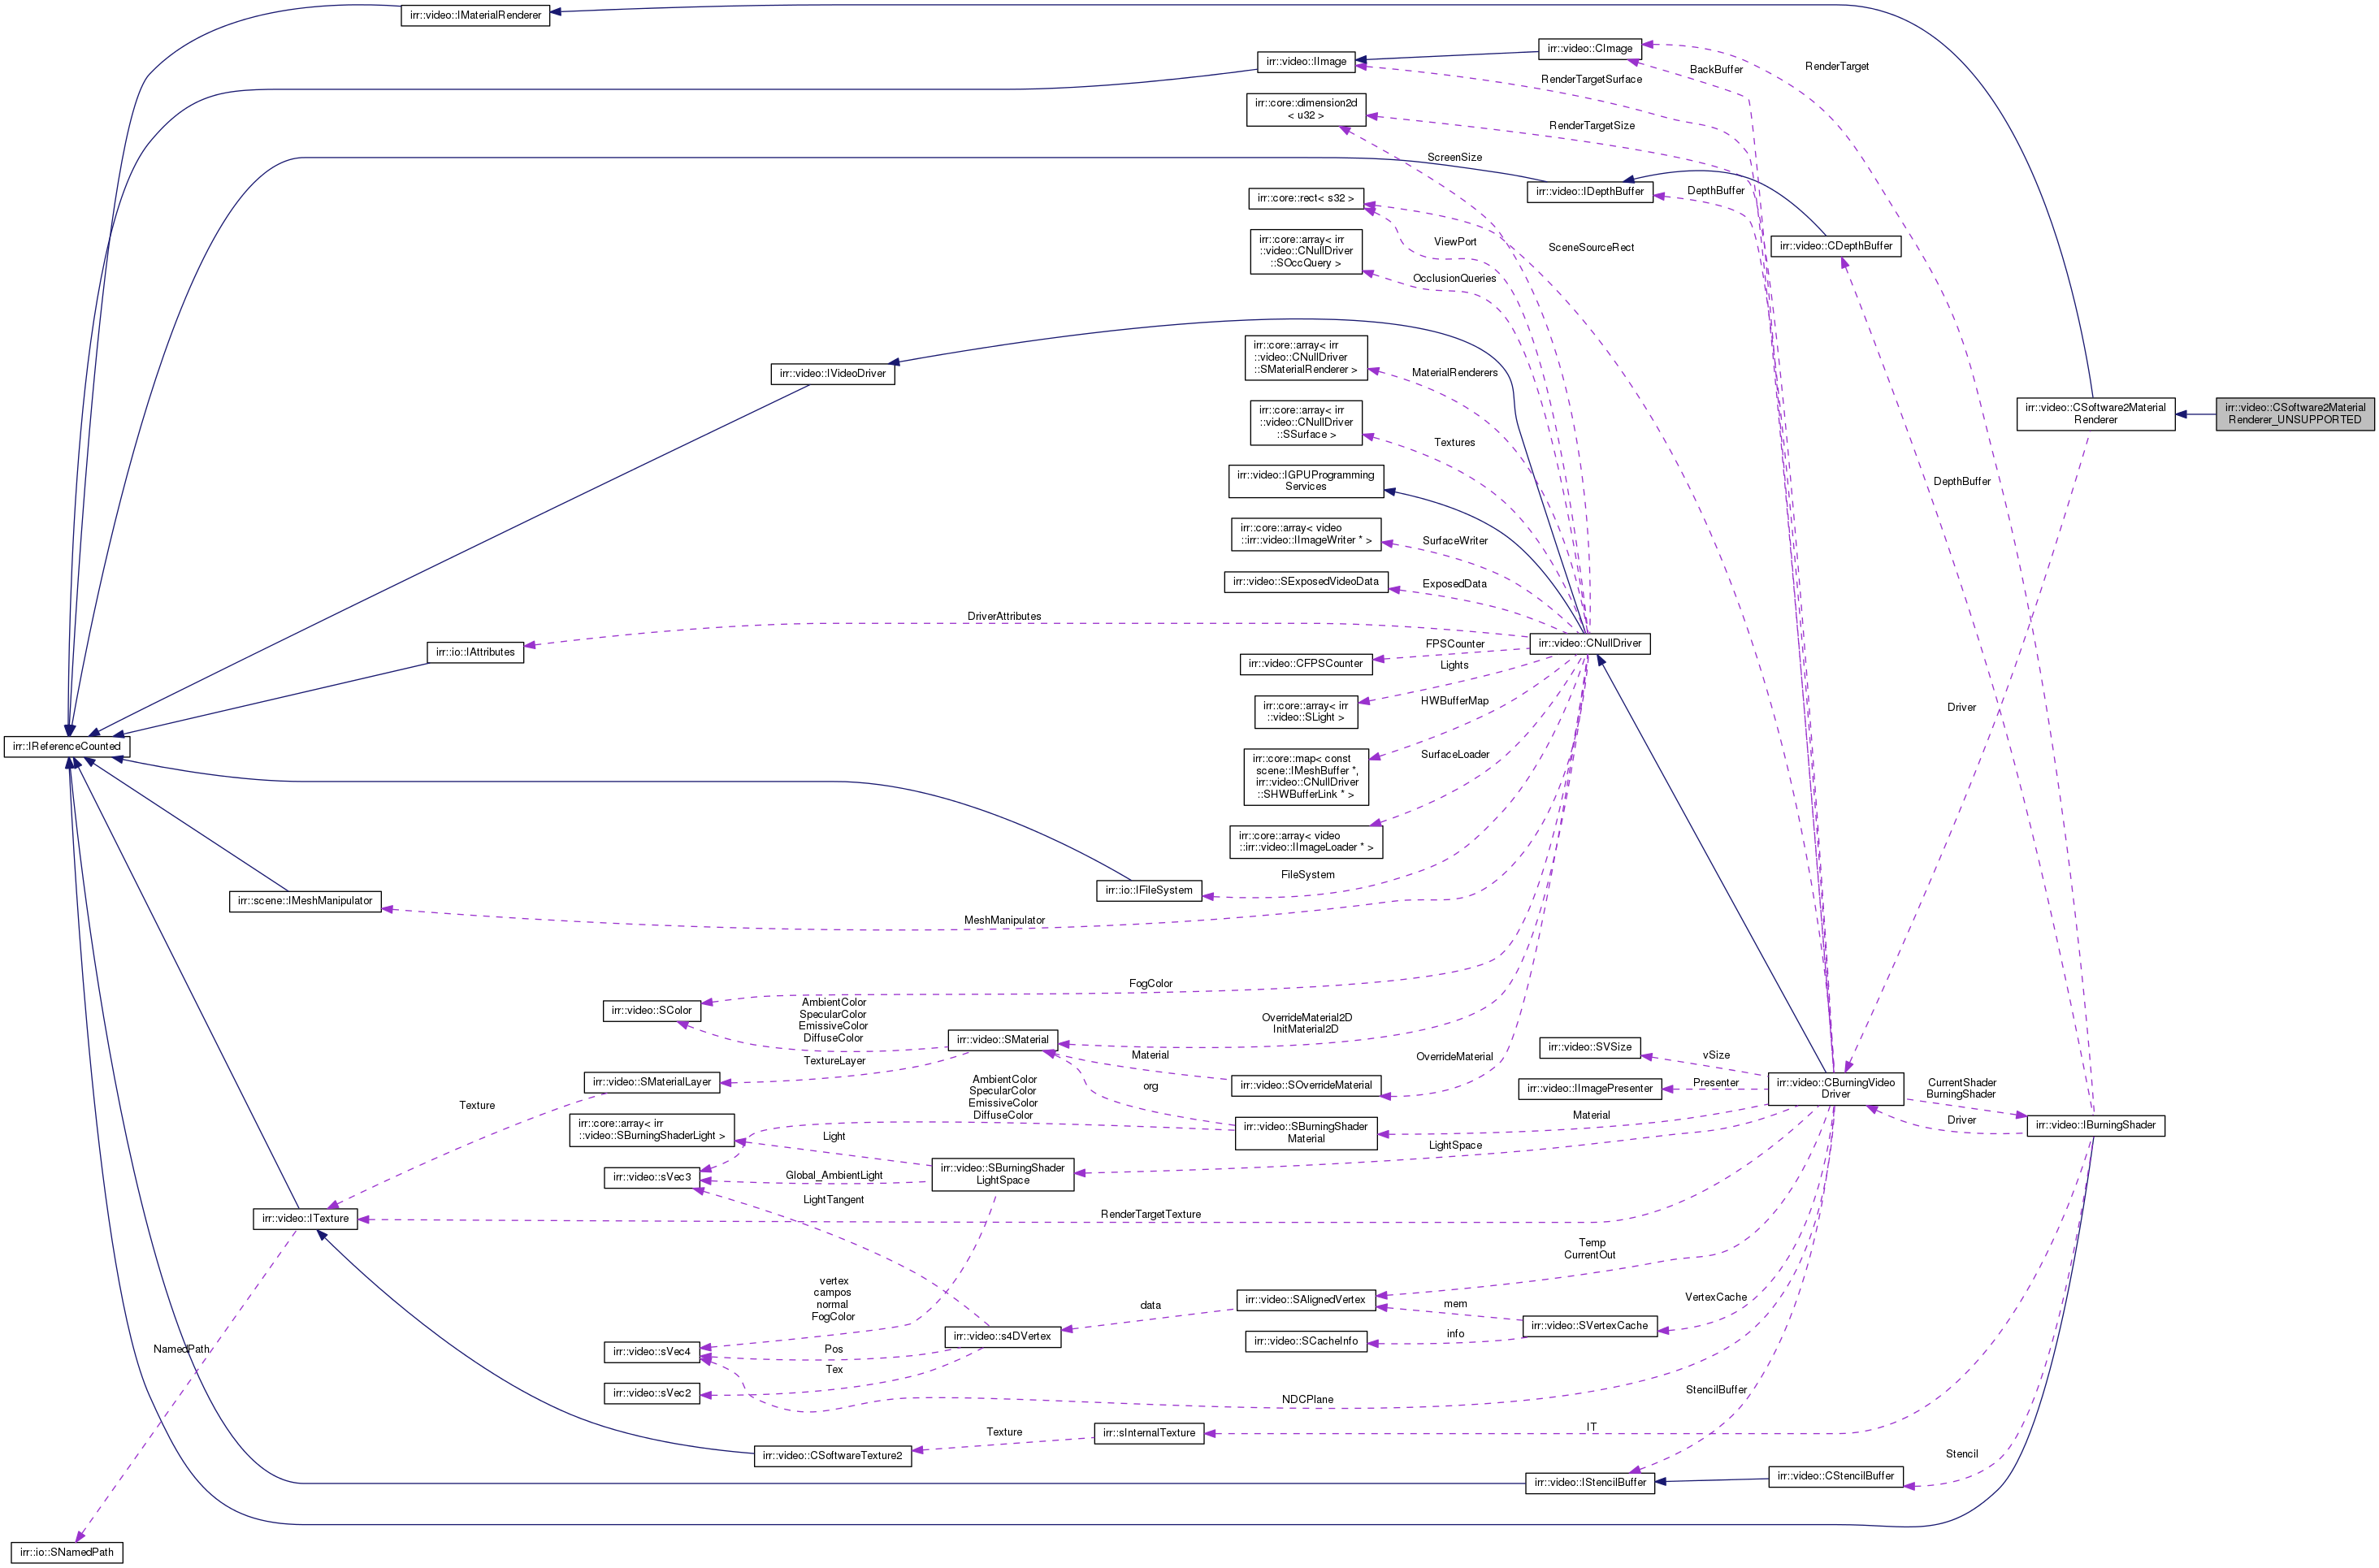 irr::video::IMaterialRenderer
irr::video::CImage
irr::video::IImage
RenderTarget
BackBuffer
RenderTargetSurface
irr::core::dimension2d
< u32 >
RenderTargetSize
ScreenSize
irr::video::IDepthBuffer
DepthBuffer
irr::core::rect< s32 >
irr::core::array< irr
::video::CNullDriver
::SOccQuery >
ViewPort
SceneSourceRect
irr::video::CDepthBuffer
OcclusionQueries
irr::core::array< irr
::video::CNullDriver
::SMaterialRenderer >
MaterialRenderers
irr::video::IVideoDriver
irr::core::array< irr
::video::CNullDriver
::SSurface >
Textures
irr::video::CSoftware2Material
Renderer
irr::video::CSoftware2Material
Renderer_UNSUPPORTED
irr::video::IGPUProgramming
Services
DepthBuffer
irr::core::array< video
::irr::video::IImageWriter * >
SurfaceWriter
irr::video::SExposedVideoData
ExposedData
DriverAttributes
irr::io::IAttributes
irr::video::CNullDriver
FPSCounter
irr::video::CFPSCounter
Lights
irr::core::array< irr
::video::SLight >
HWBufferMap
Driver
irr::IReferenceCounted
irr::core::map< const
scene::IMeshBuffer *,
irr::video::CNullDriver
::SHWBufferLink * >
SurfaceLoader
irr::core::array< video
::irr::video::IImageLoader * >
FileSystem
irr::io::IFileSystem
irr::scene::IMeshManipulator
MeshManipulator
FogColor
irr::video::SColor
AmbientColor
SpecularColor
EmissiveColor
DiffuseColor
irr::video::SMaterial
OverrideMaterial2D
InitMaterial2D
TextureLayer
Material
OverrideMaterial
irr::video::SVSize
vSize
irr::video::SMaterialLayer
org
irr::video::SOverrideMaterial
irr::video::IImagePresenter
Presenter
irr::video::CBurningVideo
Driver
CurrentShader
BurningShader
Texture
AmbientColor
SpecularColor
EmissiveColor
DiffuseColor
irr::core::array< irr
::video::SBurningShaderLight >
Light
irr::video::SBurningShader
Material
Material
Driver
irr::video::IBurningShader
LightSpace
irr::video::sVec3
Global_AmbientLight
irr::video::SBurningShader
LightSpace
LightTangent
irr::video::ITexture
RenderTargetTexture
Temp
CurrentOut
vertex
campos
normal
FogColor
data
irr::video::SAlignedVertex
mem
VertexCache
irr::video::s4DVertex
irr::video::SCacheInfo
info
irr::video::SVertexCache
NamedPath
irr::video::sVec4
Pos
Tex
irr::video::sVec2
NDCPlane
StencilBuffer
IT
irr::sInternalTexture
Texture
irr::video::CSoftwareTexture2
Stencil
irr::video::IStencilBuffer
irr::video::CStencilBuffer
irr::io::SNamedPath